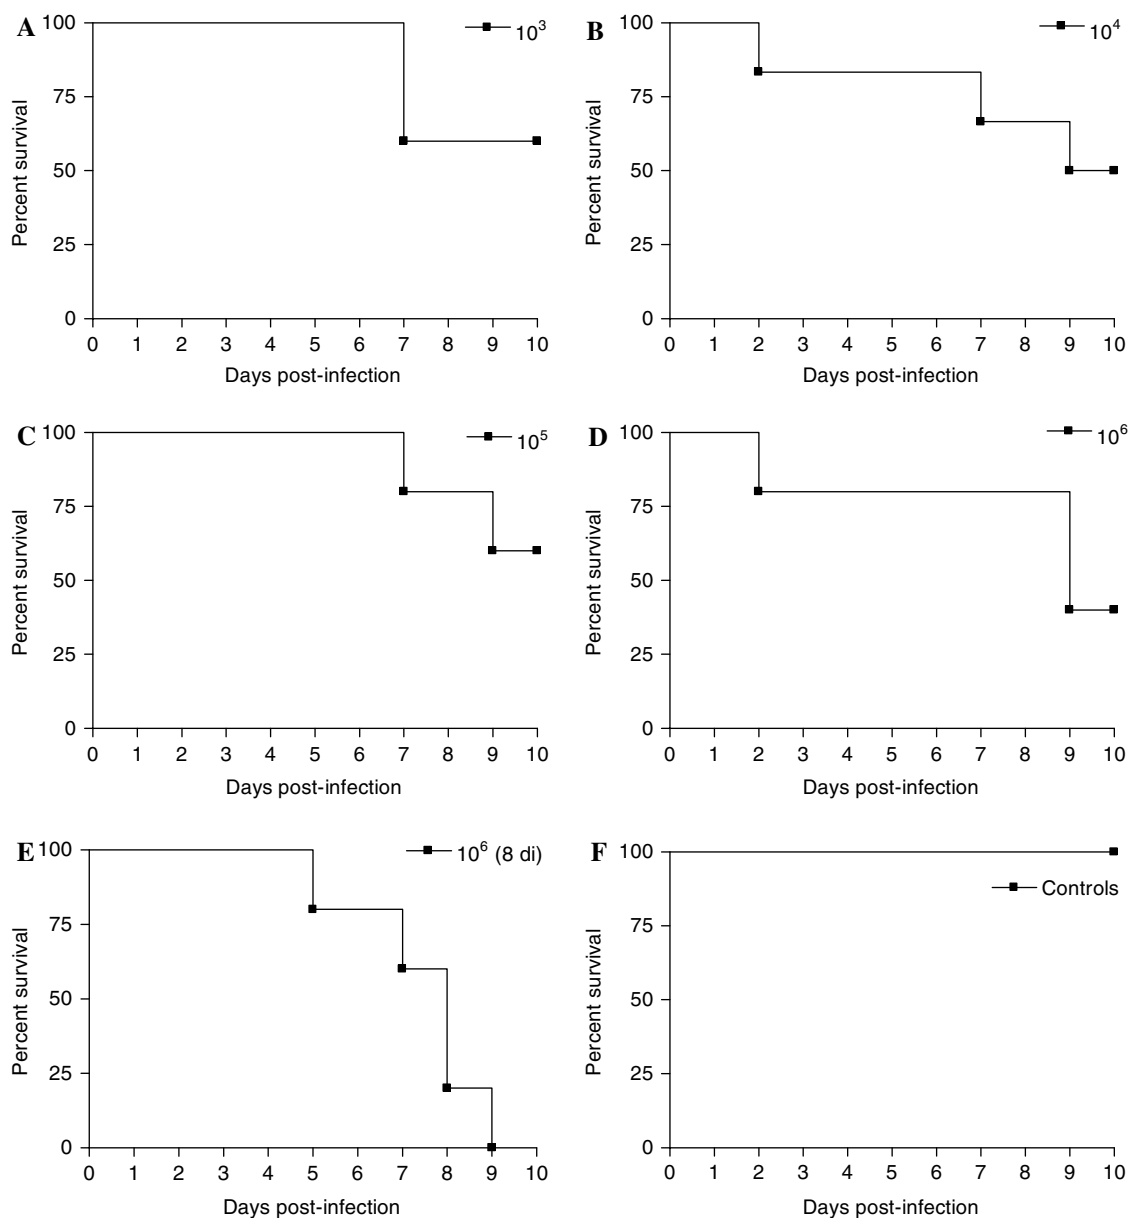 A
100
75
50
25
0
Percent survival
10³
0 1 2 3 4 5 6 7 8 9 10
Days post-infection
B
100
75
50
25
0
Percent survival
10⁴
0 1 2 3 4 5 6 7 8 9 10
Days post-infection
C
100
75
50
25
0
Percent survival
10⁵
0 1 2 3 4 5 6 7 8 9 10
Days post-infection
D
100
75
50
25
0
Percent survival
10⁶
0 1 2 3 4 5 6 7 8 9 10
Days post-infection
E
100
75
50
25
0
Percent survival
10⁶ (8 di)
0 1 2 3 4 5 6 7 8 9 10
Days post-infection
F
100
75
50
25
0
Percent survival
Controls
0 1 2 3 4 5 6 7 8 9 10
Days post-infection